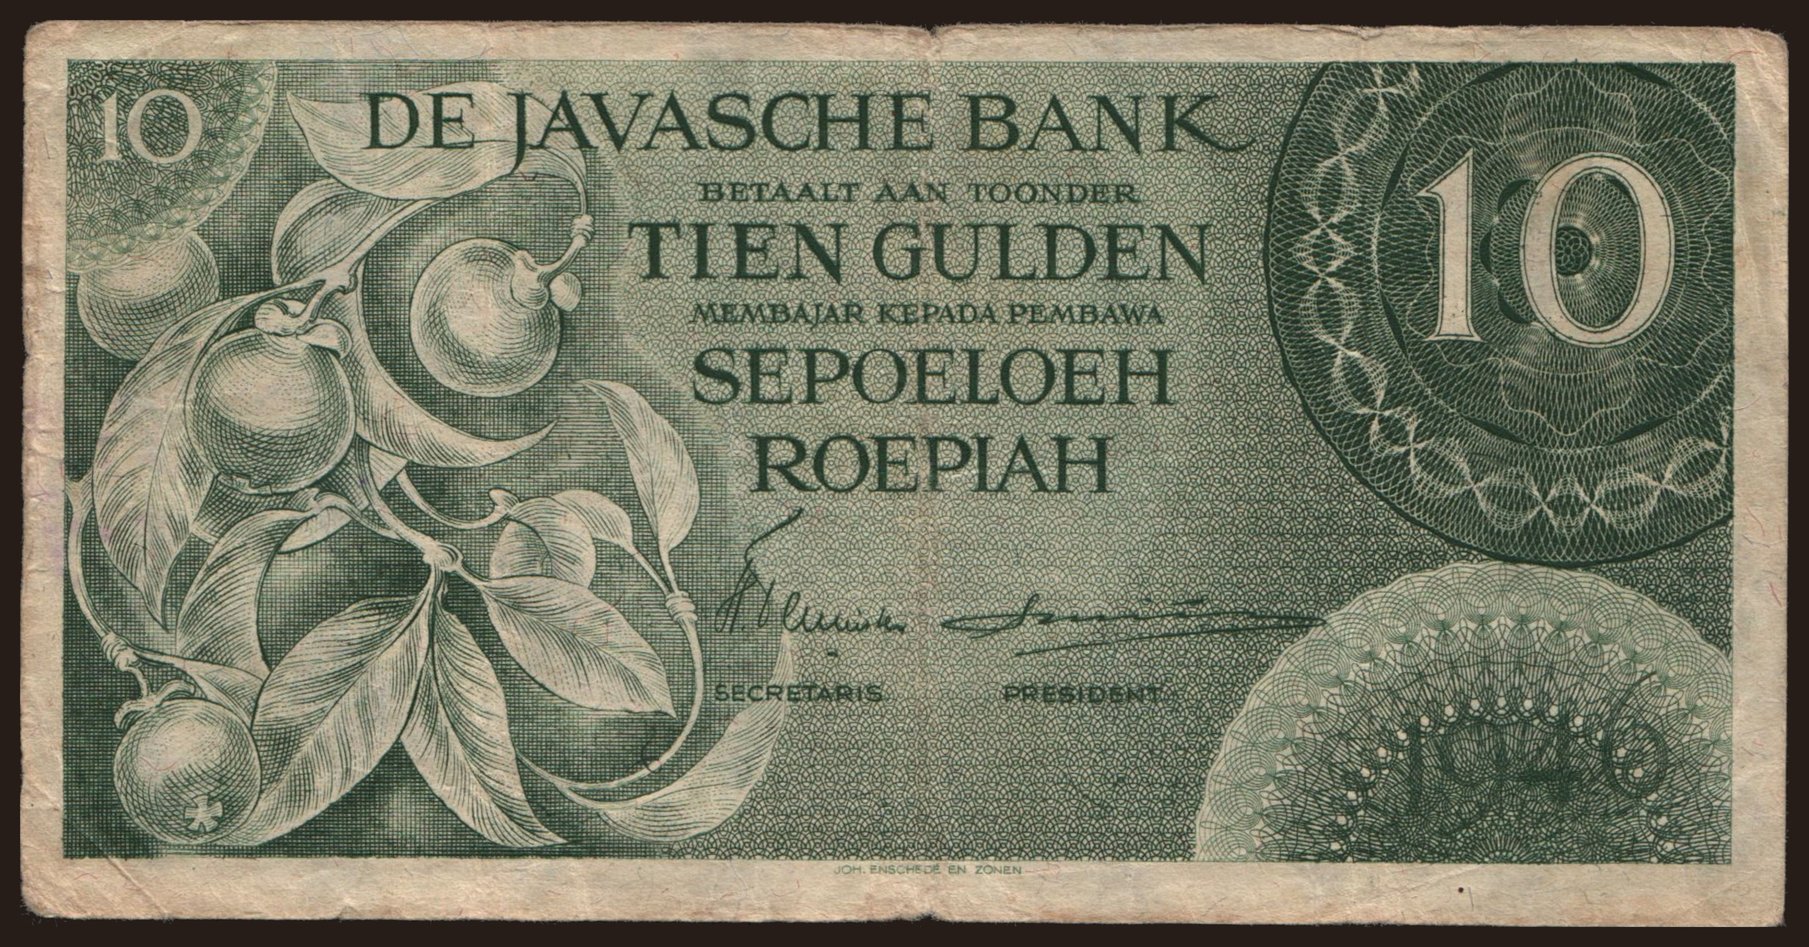 10
DE JAVASCHE BANK
BETAALT AAN TOONDER
TIEN GULDEN
10
MEMBAJAR KEPADA PEMBAWA
SEPOELOEH
ROEPIAH
SECRETARIS PRESIDENT
1946
JOH. ENSCHEDÉ EN ZONEN